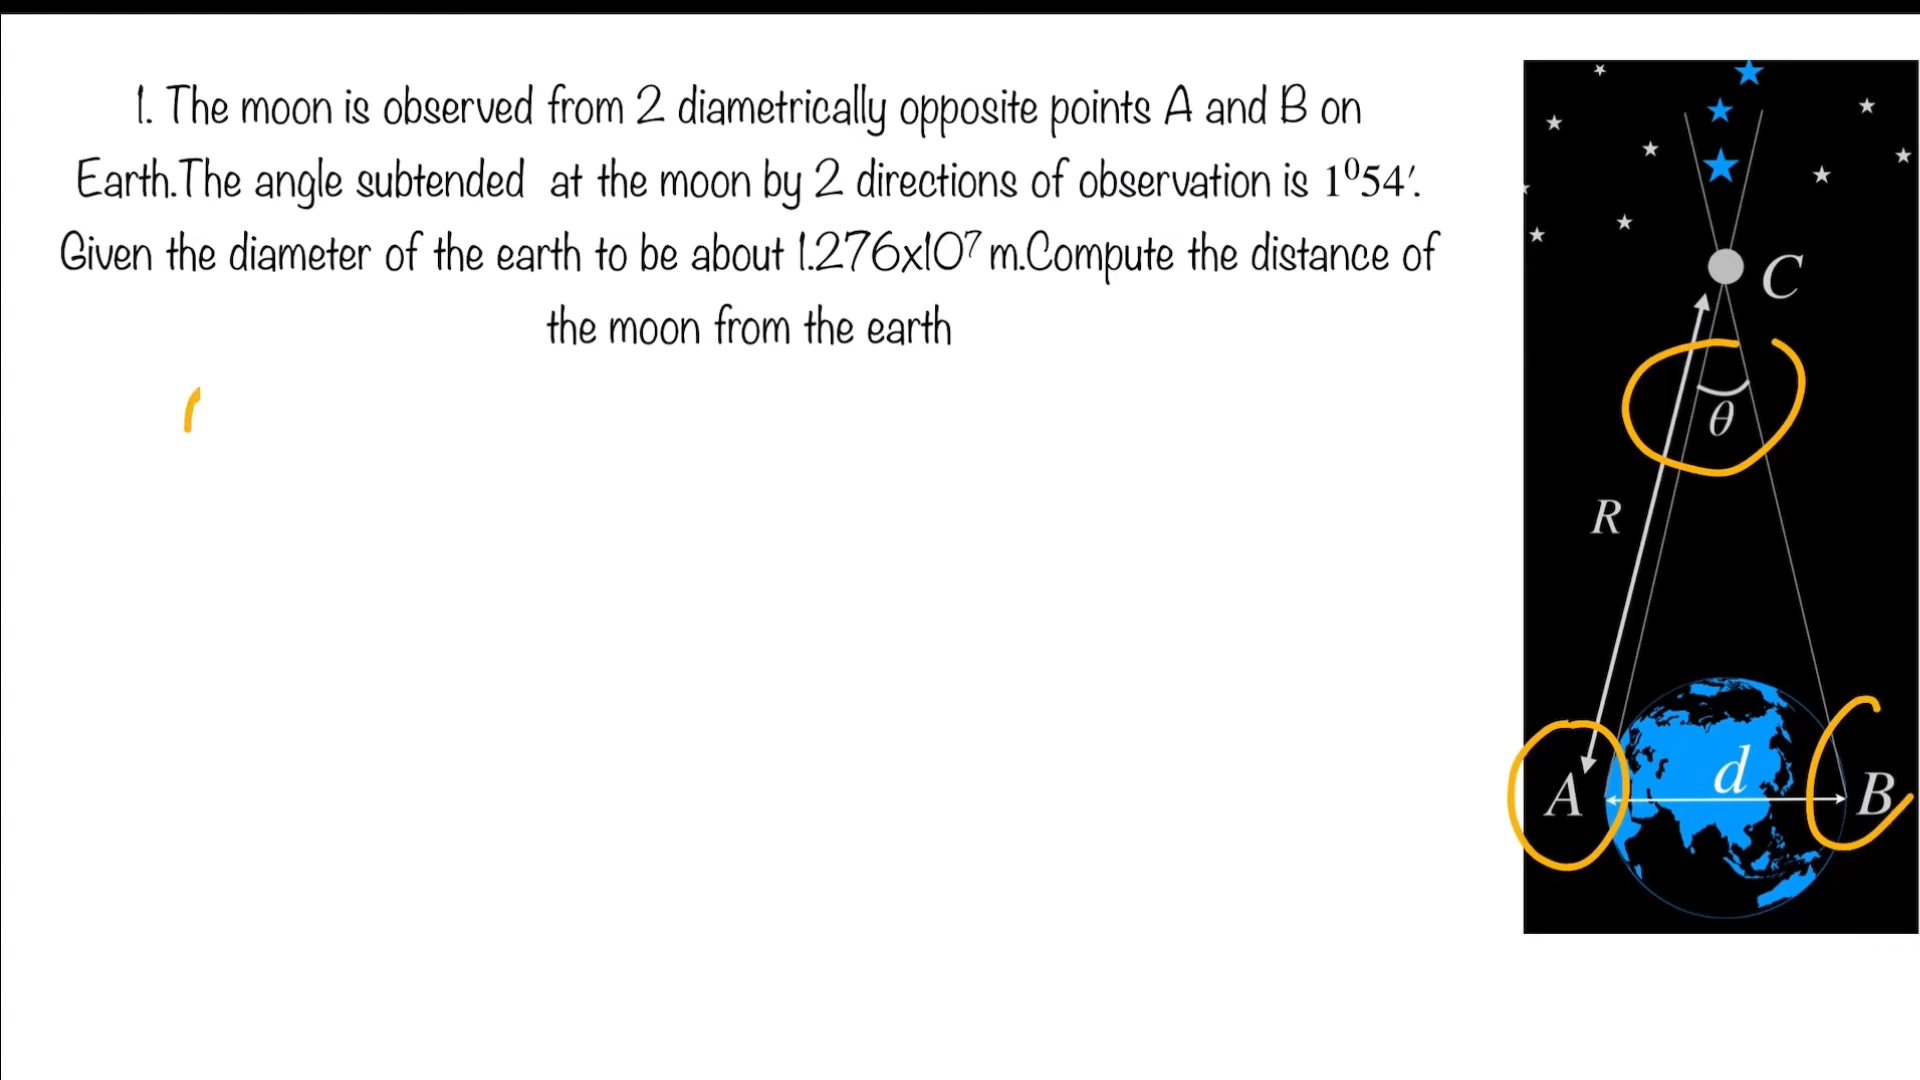 1. The moon is observed from 2 diametrically opposite points A and B on
Earth.The angle subtended at the moon by 2 directions of observation is 1⁰54′.
Given the diameter of the earth to be about 1.276x10⁷ m.Compute the distance of
the moon from the earth
C
θ
R
d
A
B